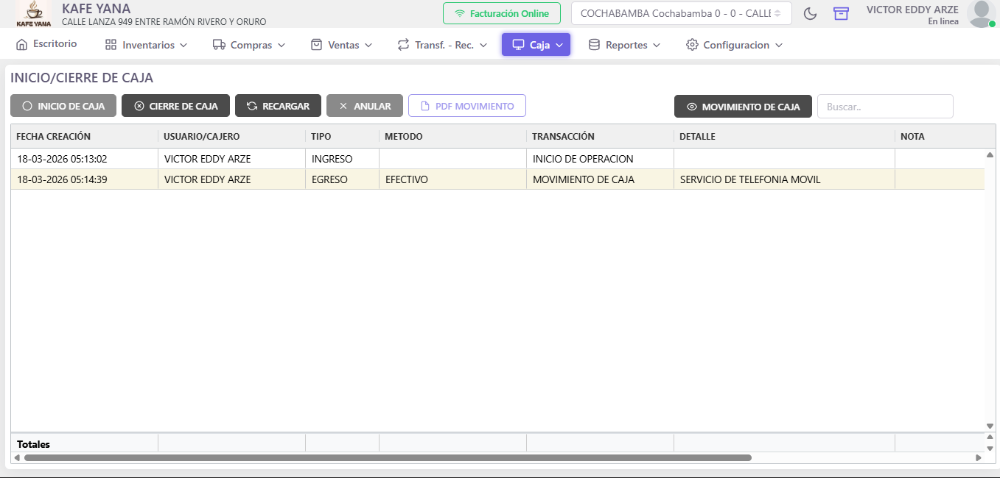 KAFE YANA
KAFE YANA
CALLE LANZA 949 ENTRE RAMÓN RIVERO Y ORURO
Facturación Online
COCHABAMBA Cochabamba 0 - 0 - CALLE
VICTOR EDDY ARZE
En línea
Escritorio
Inventarios
Compras
Ventas
Transf. - Rec.
Caja
Reportes
Configuracion
INICIO/CIERRE DE CAJA
INICIO DE CAJA
CIERRE DE CAJA
RECARGAR
ANULAR
PDF MOVIMIENTO
MOVIMIENTO DE CAJA
Buscar..
FECHA CREACIÓN USUARIO/CAJERO TIPO METODO TRANSACCIÓN DETALLE NOTA
18-03-2026 05:13:02 VICTOR EDDY ARZE INGRESO INICIO DE OPERACION
18-03-2026 05:14:39 VICTOR EDDY ARZE EGRESO EFECTIVO MOVIMIENTO DE CAJA SERVICIO DE TELEFONIA MOVIL
Totales